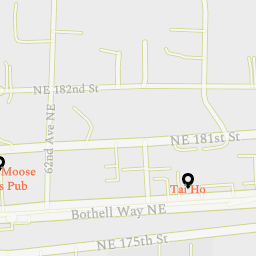 NE 182nd St
62nd Ave NE
NE 181st St
Moose
s Pub
Tai Ho
Bothell Way NE
NE 175th St